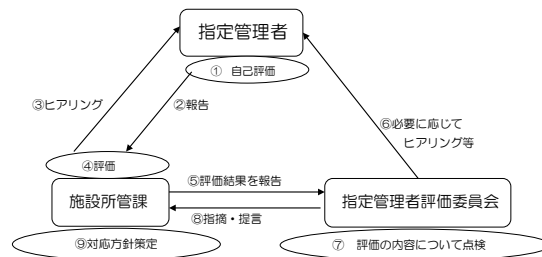 指定管理者
① 自己評価
③ヒアリング
②報告
⑥必要に応じて
ヒアリング等
④評価
⑤評価結果を報告
施設所管課
指定管理者評価委員会
⑧指摘・提言
⑨対応方針策定
⑦ 評価の内容について点検